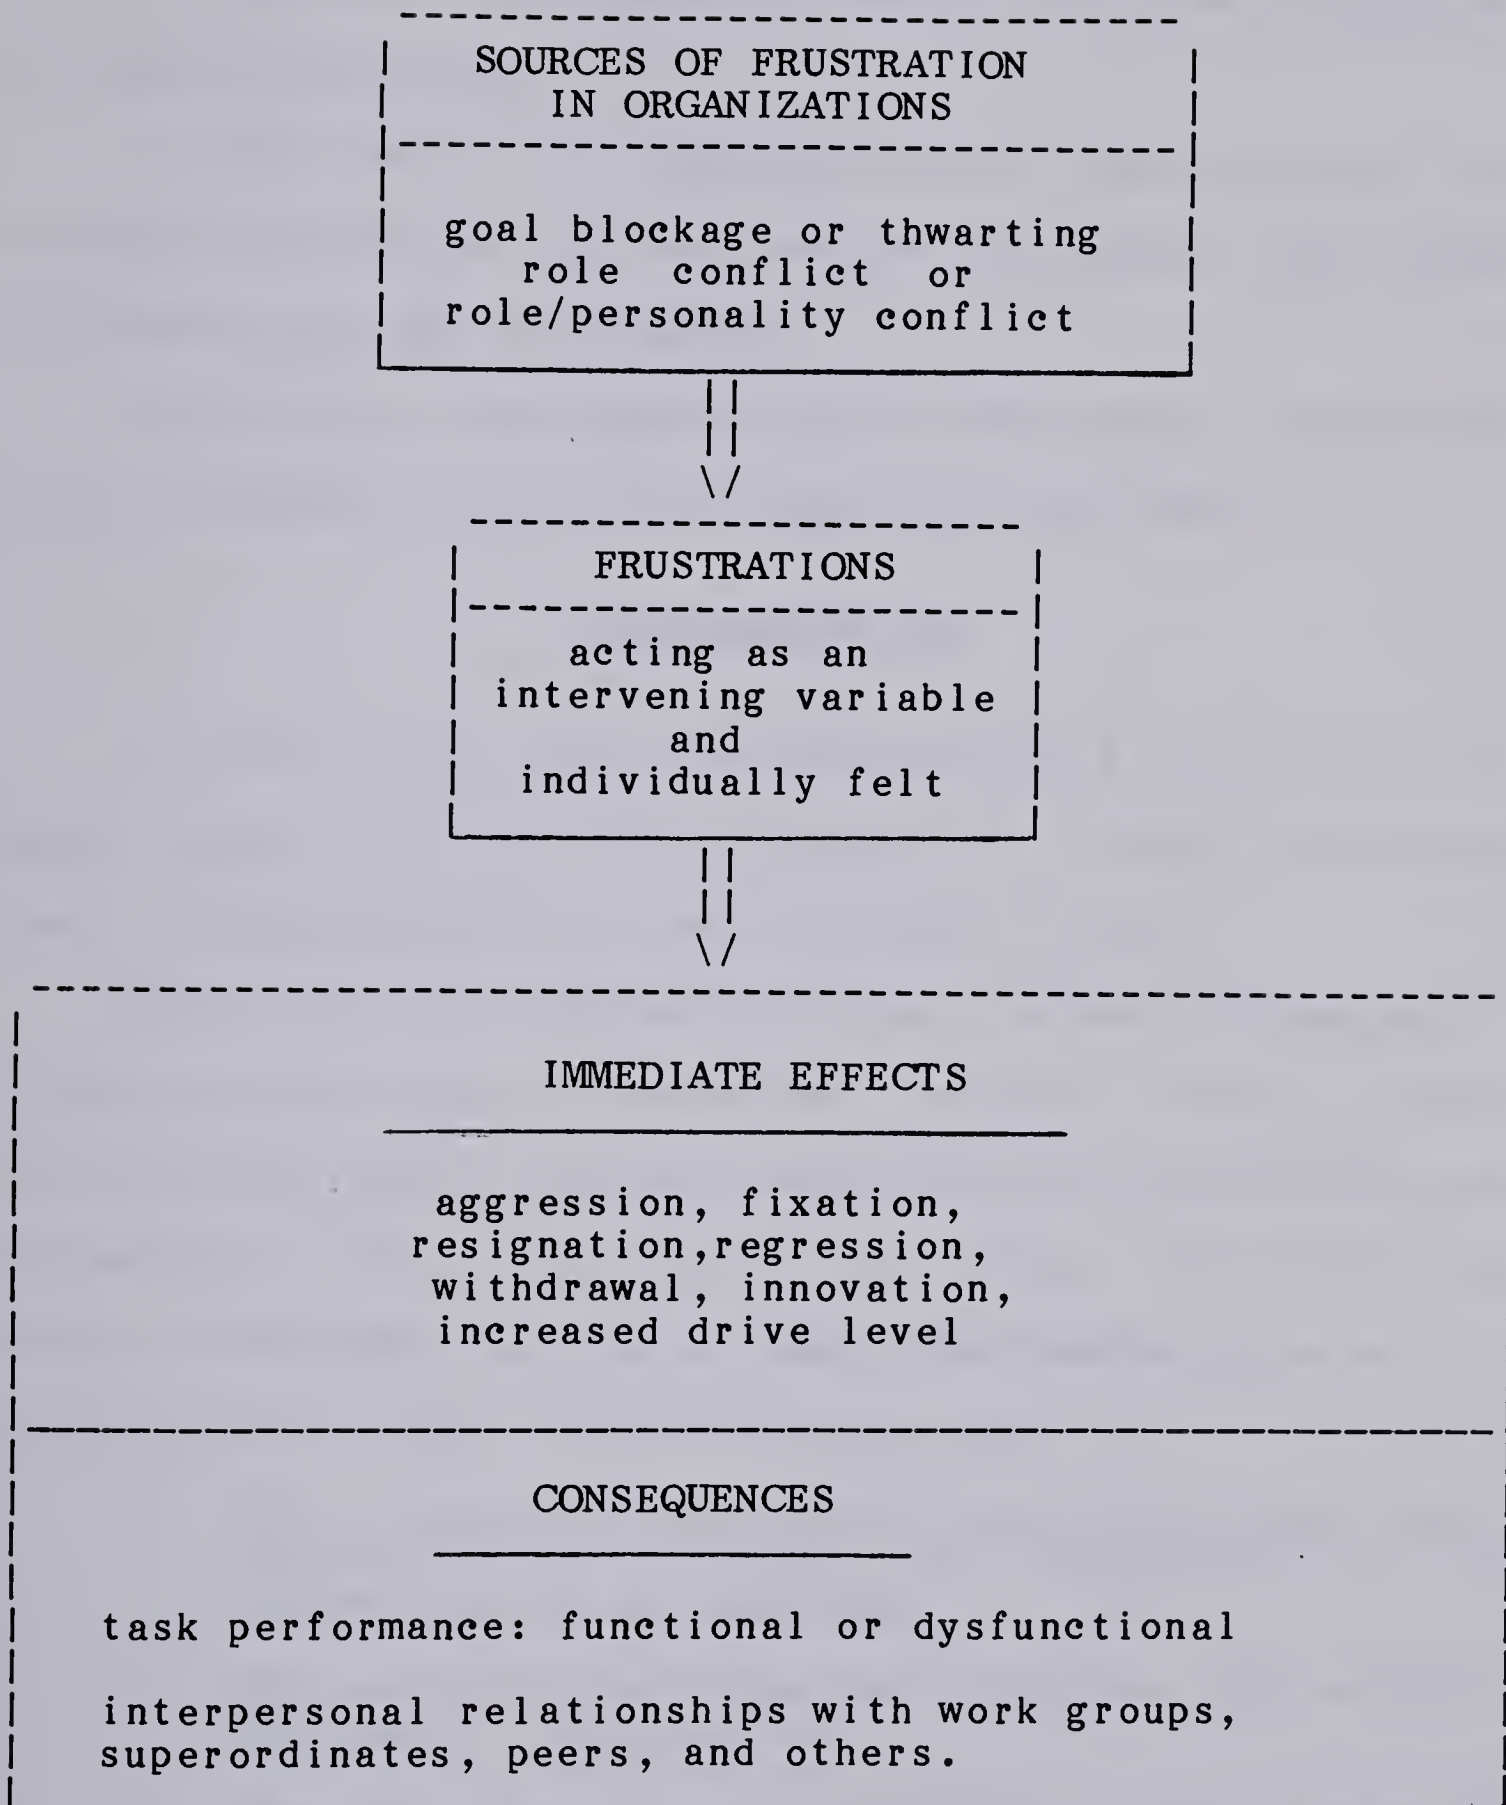 SOURCES OF FRUSTRATION
IN ORGANIZATIONS
goal blockage or thwarting
role conflict or
role/personality conflict
FRUSTRATIONS
acting as an
intervening variable
and
individually felt
IMMEDIATE EFFECTS
aggression, fixation,
resignation,regression,
withdrawal, innovation,
increased drive level
CONSEQUENCES
task performance: functional or dysfunctional
interpersonal relationships with work groups,
superordinates, peers, and others.